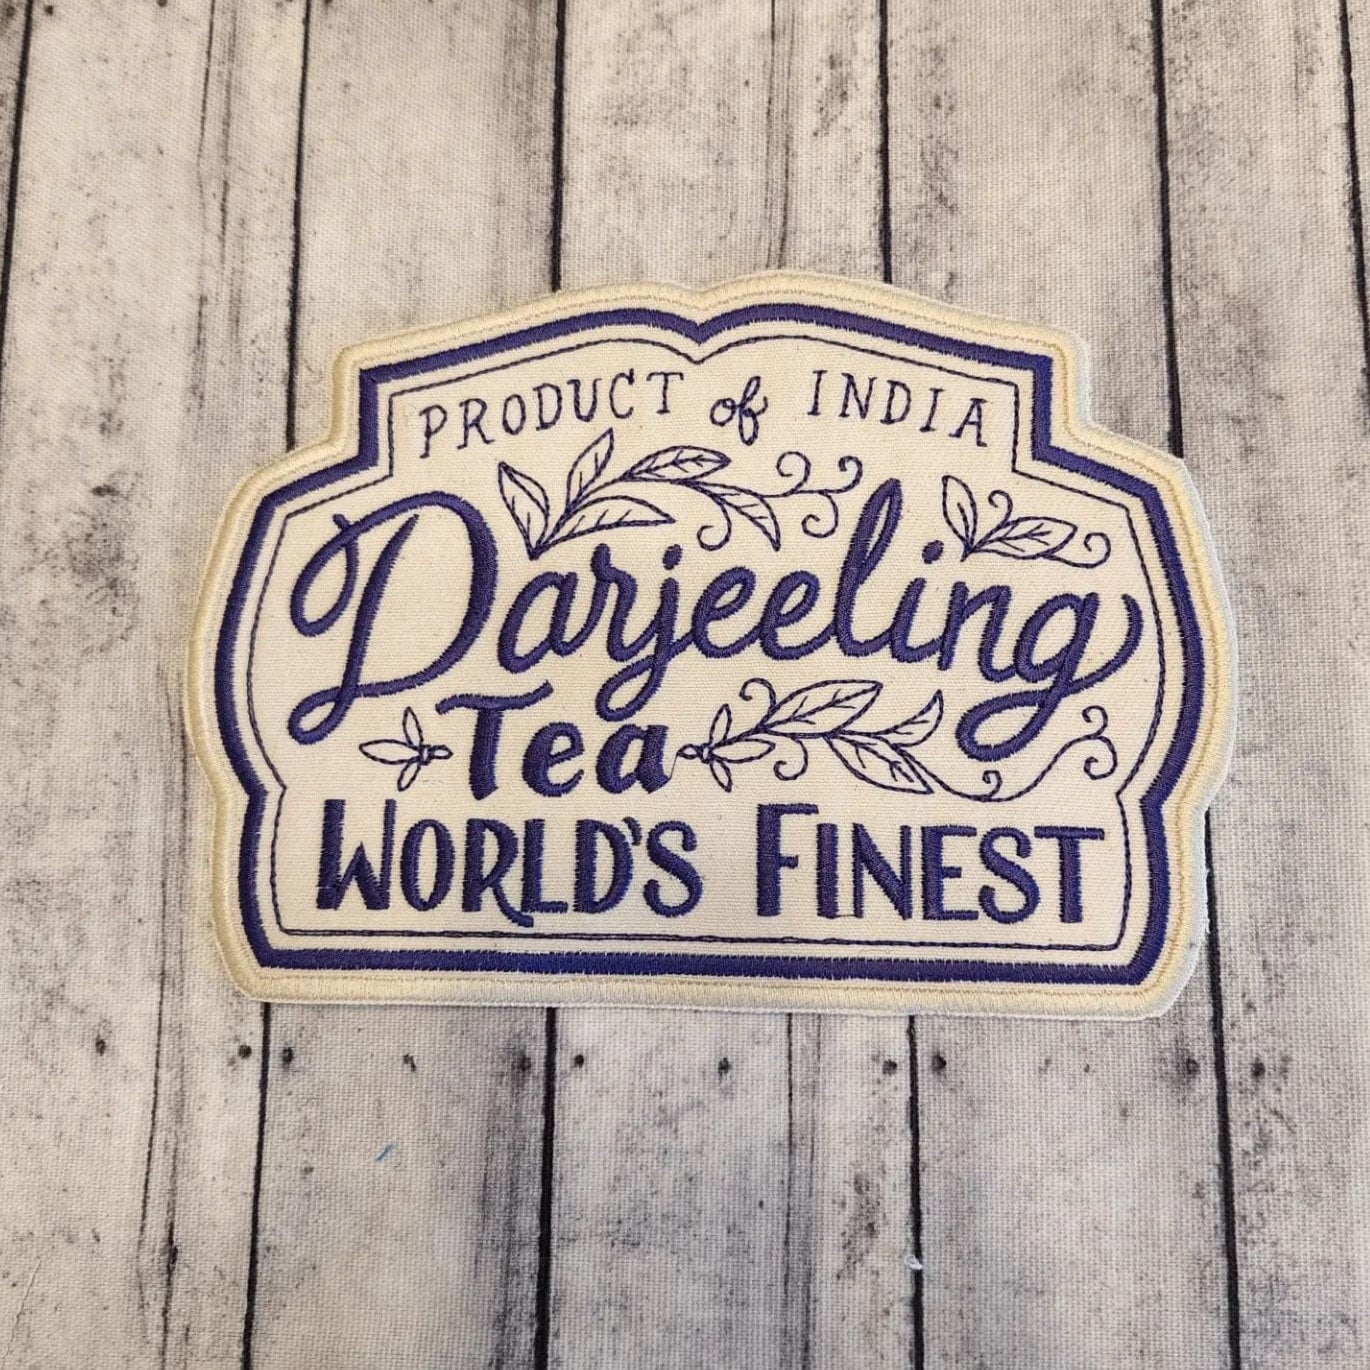 PRODUCT of INDIA
Darjeeling
Tea
WORLD'S FINEST